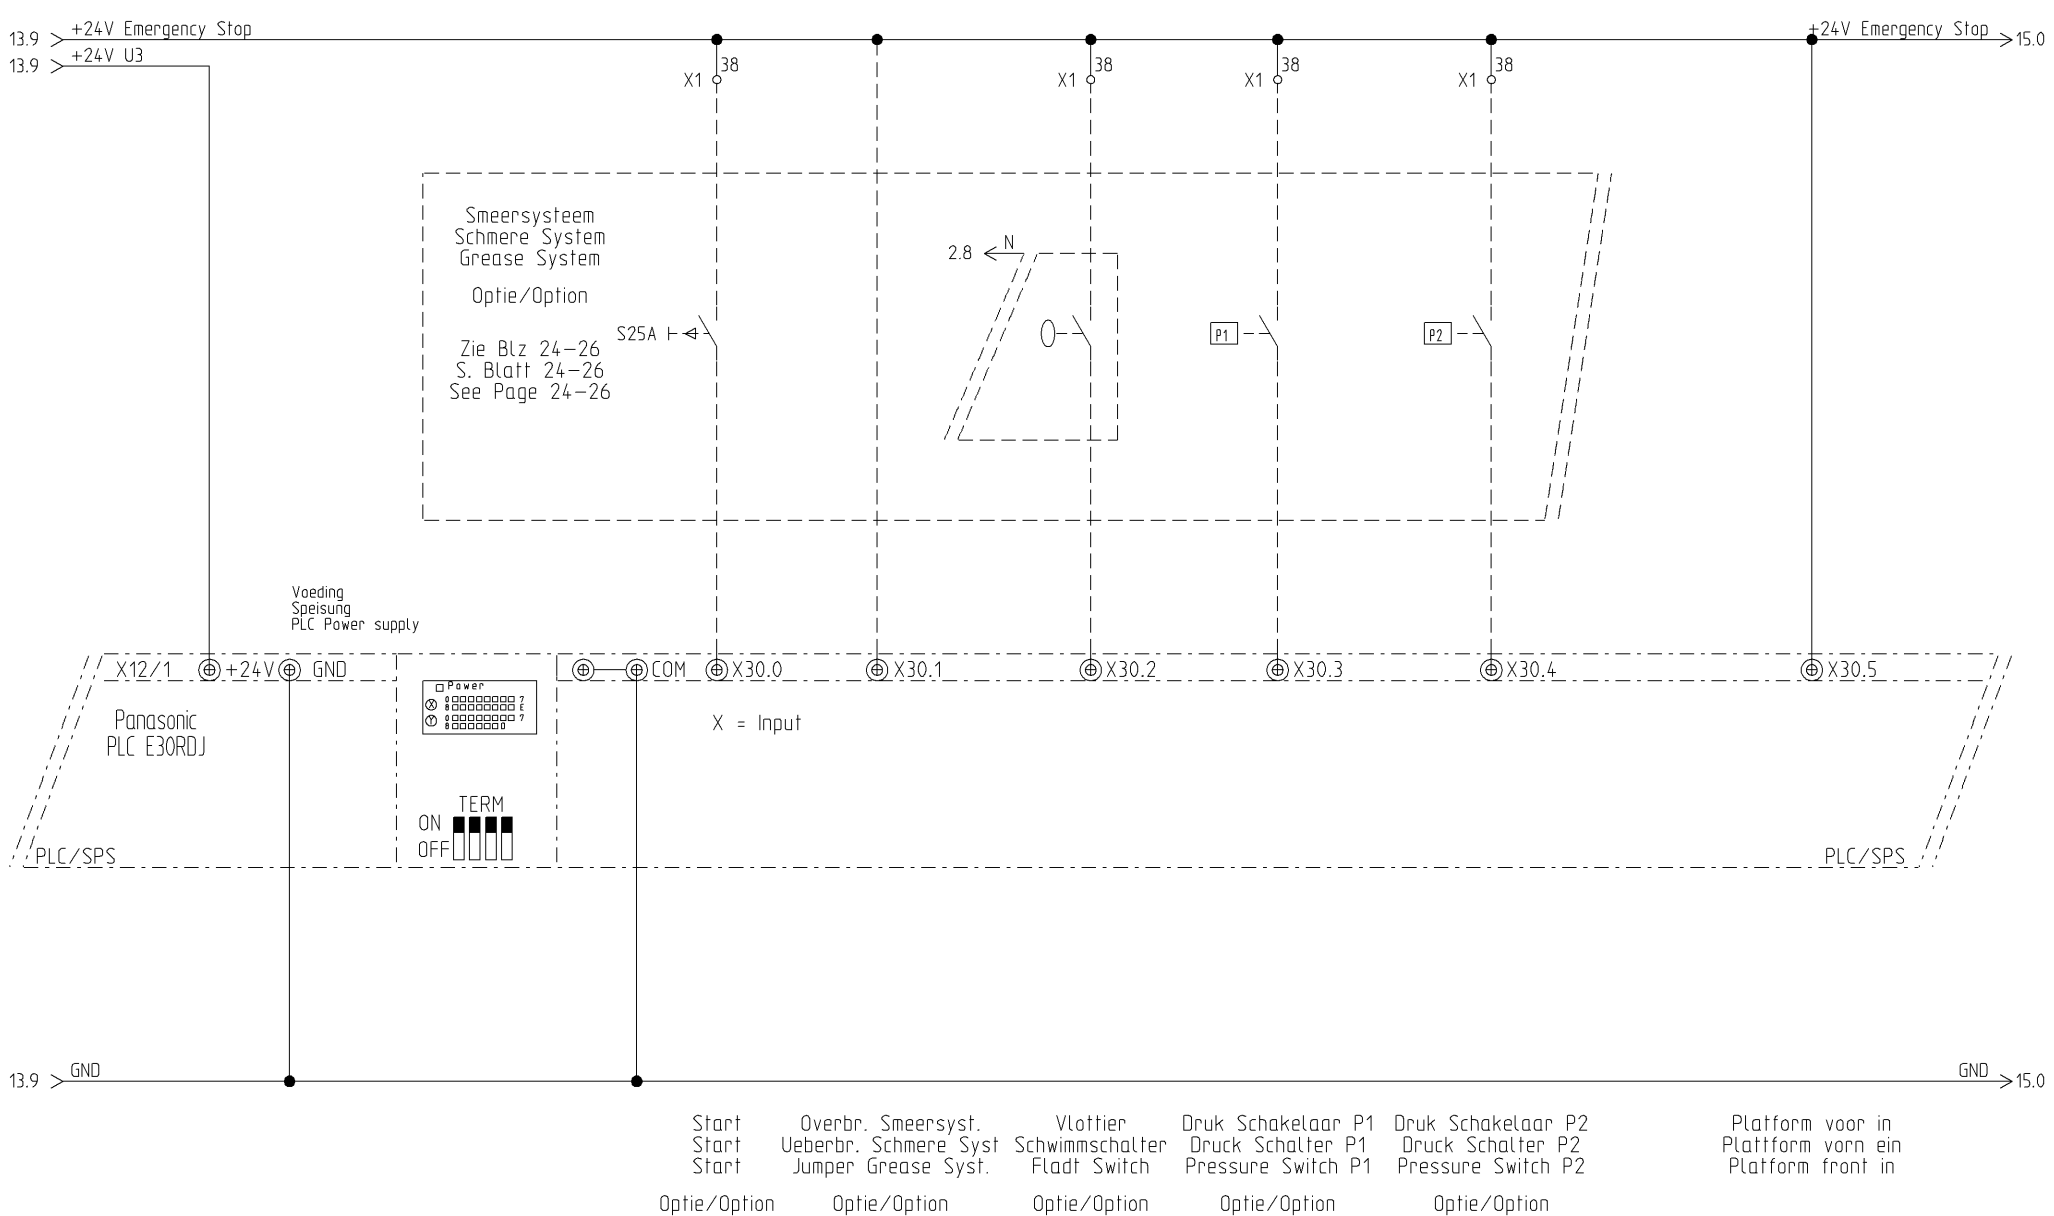 13.9 +24V Emergency Stop
+24V Emergency Stop 15.0
13.9 +24V U3
38
X1
38
X1
38
X1
38
X1
Smeersysteem
Schmere System
Grease System
Optie/Option
Zie Blz 24-26
S. Blatt 24-26
See Page 24-26
S25A
2.8 N
P1
P2
Voeding
Speisung
PLC Power supply
X12/1 +24V GND COM X30.0 X30.1 X30.2 X30.3 X30.4 X30.5
Power
X 0 7
8 E
Y 0 7
8 D
Panasonic
PLC E30RDJ
X = Input
TERM
ON
OFF
PLC/SPS
PLC/SPS
13.9 GND
GND 15.0
Start
Start
Start
Optie/Option
Overbr. Smeersyst.
Ueberbr. Schmere Syst
Jumper Grease Syst.
Optie/Option
Vlottier
Schwimmschalter
Fladt Switch
Optie/Option
Druk Schakelaar P1
Druck Schalter P1
Pressure Switch P1
Optie/Option
Druk Schakelaar P2
Druck Schalter P2
Pressure Switch P2
Optie/Option
Platform voor in
Plattform vorn ein
Platform front in